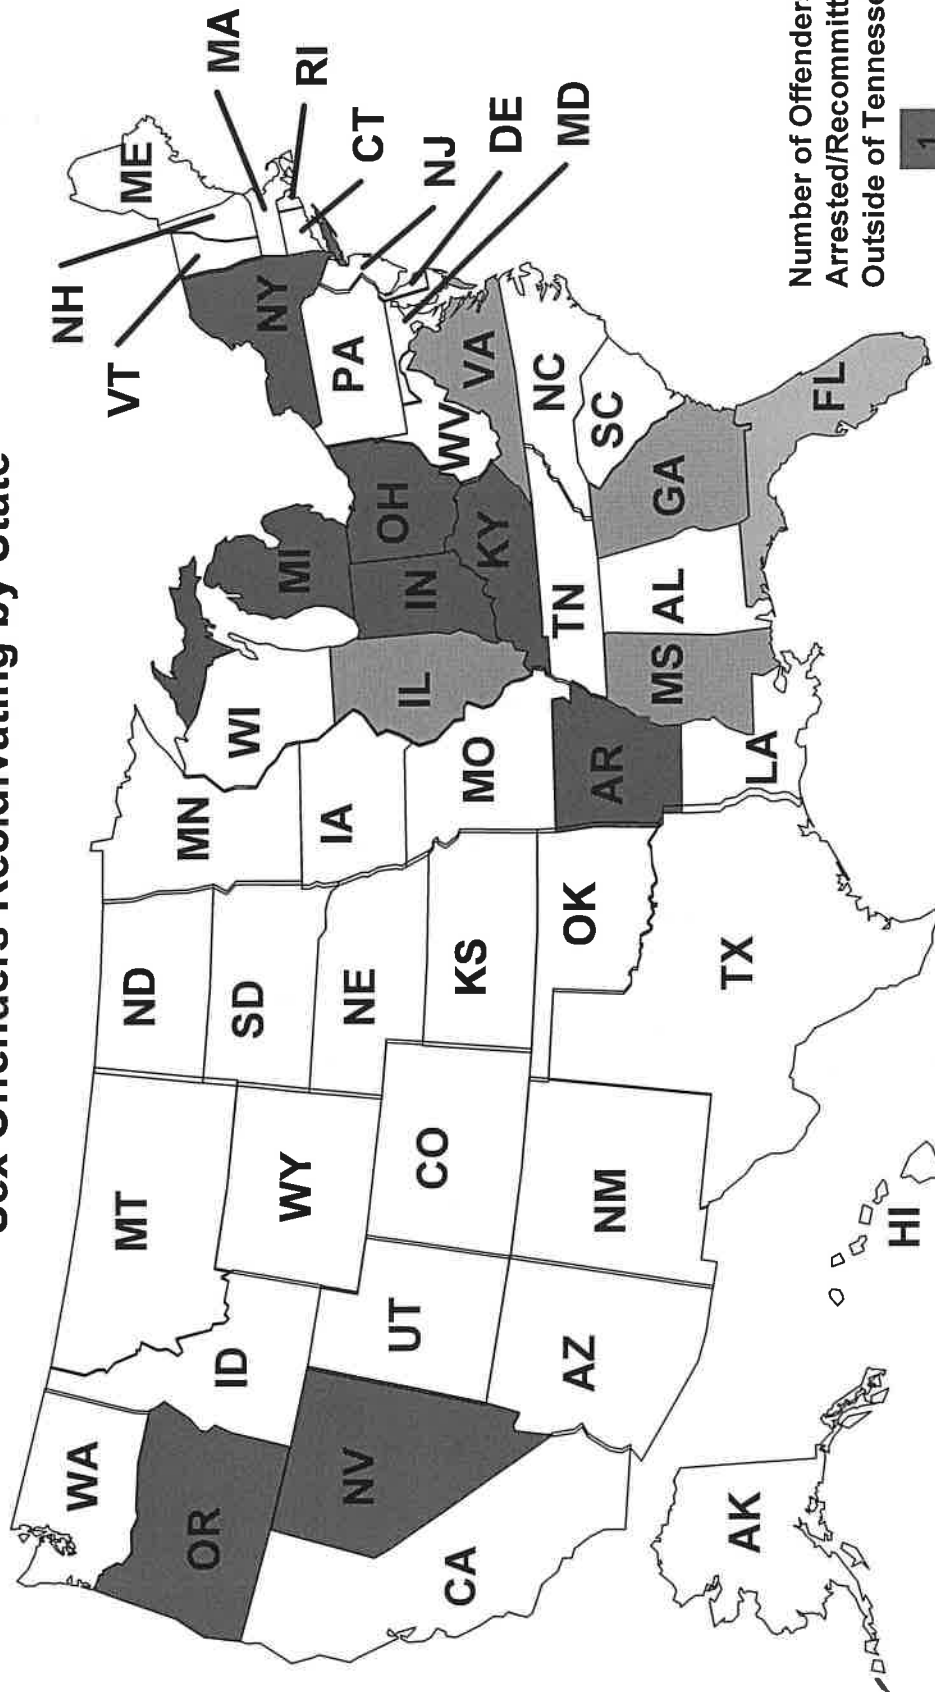 Sex Offenders Recidivating by State
WA
OR
CA
NV
ID
MT
WY
UT
AZ
CO
NM
ND
SD
NE
KS
OK
TX
MN
IA
MO
AR
LA
WI
IL
MI
IN
OH
KY
TN
MS
AL
GA
FL
SC
NC
VA
WV
PA
NY
VT
NH
ME
MA
RI
CT
NJ
DE
MD
AK
HI
Number of
Arrested/
Outside of
1